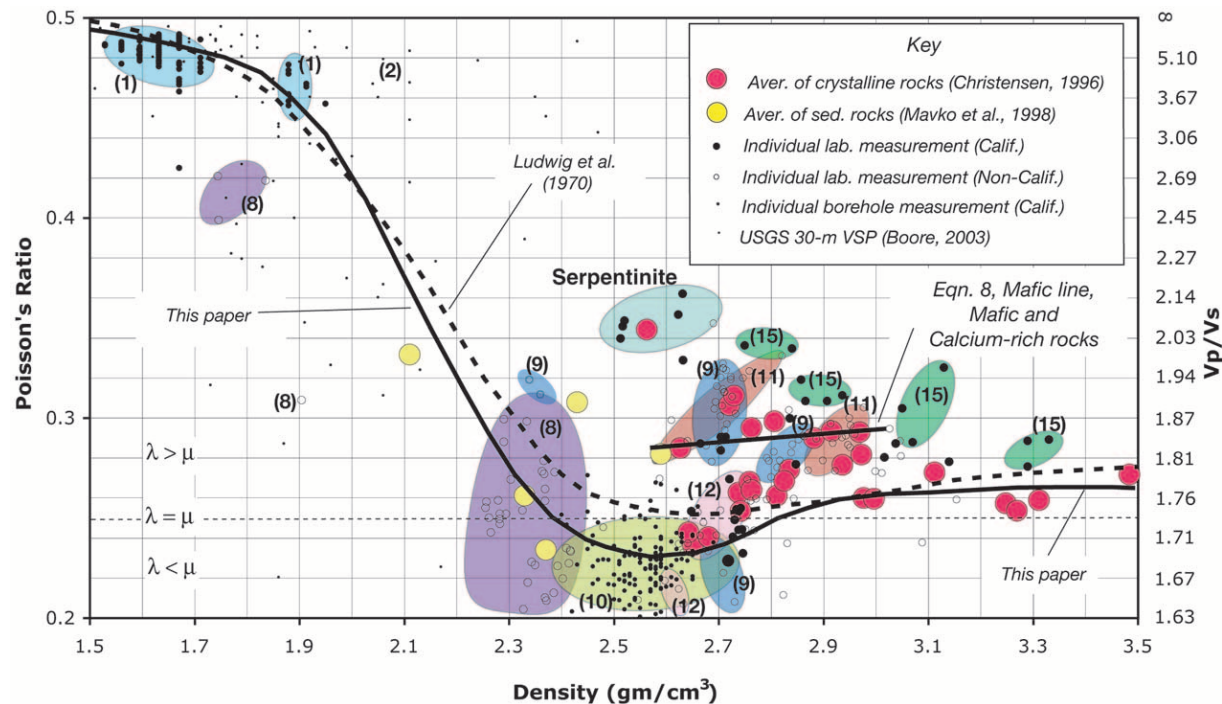 0.5
0.4
0.3
0.2
Poisson's Ratio
λ > μ
λ = μ
λ < μ
1.5
1.7
1.9
2.1
2.3
2.5
2.7
2.9
3.1
3.3
3.5
Density (gm/cm³)
∞
5.10
3.67
3.06
2.69
2.45
2.27
2.14
2.03
1.94
1.87
1.81
1.76
1.71
1.67
1.63
Vp/Vs
Key
Aver. of crystalline rocks (Christensen, 1996)
Aver. of sed. rocks (Mavko et al., 1998)
Individual lab. measurement (Calif.)
Individual lab. measurement (Non-Calif.)
Individual borehole measurement (Calif.)
USGS 30-m VSP (Boore, 2003)
(1)
(1)
(2)
Ludwig et al.
(1970)
(8)
This paper
(8)
Serpentinite
Eqn. 8, Mafic line,
Mafic and
Calcium-rich rocks
(15)
(9)
(9)
(11)
(15)
(15)
(8)
(9)
(11)
(15)
(12)
(10)
(12)
(9)
This paper